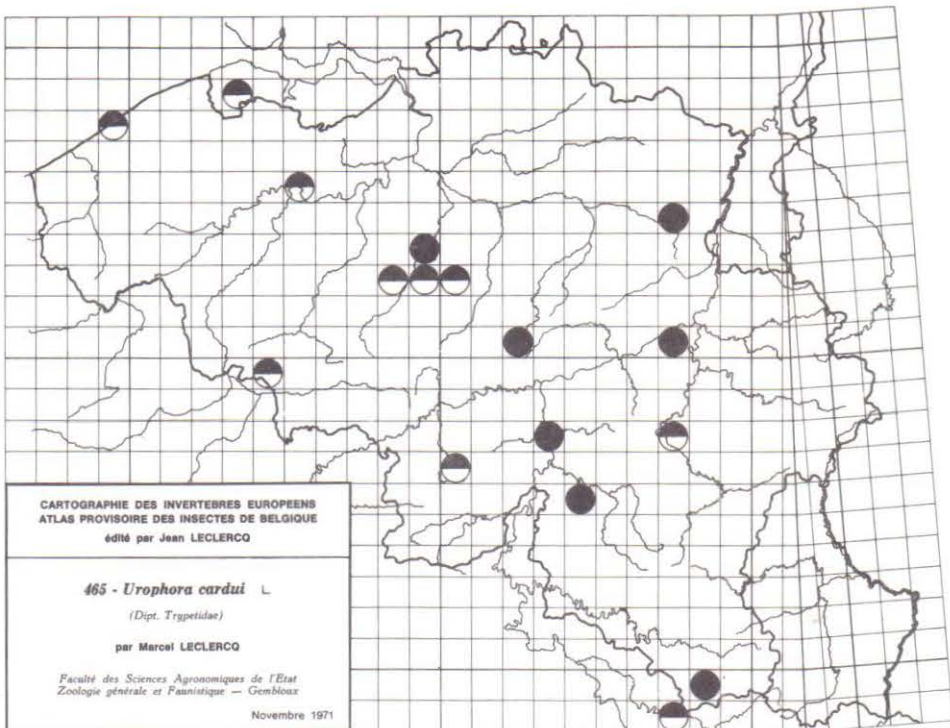 CARTOGRAPHIE DES INVERTEBRES EUROPEENS
ATLAS PROVISOIRE DES INSECTES DE BELGIQUE
édité par Jean LECLERCQ
465 - Urophora cardui L
(Dipt. Trypetidae)
par Marcel LECLERCQ
Faculté des Sciences Agronomiques de l'Etat
Zoologie générale et Faunistique — Gembloux
Novembre 1971